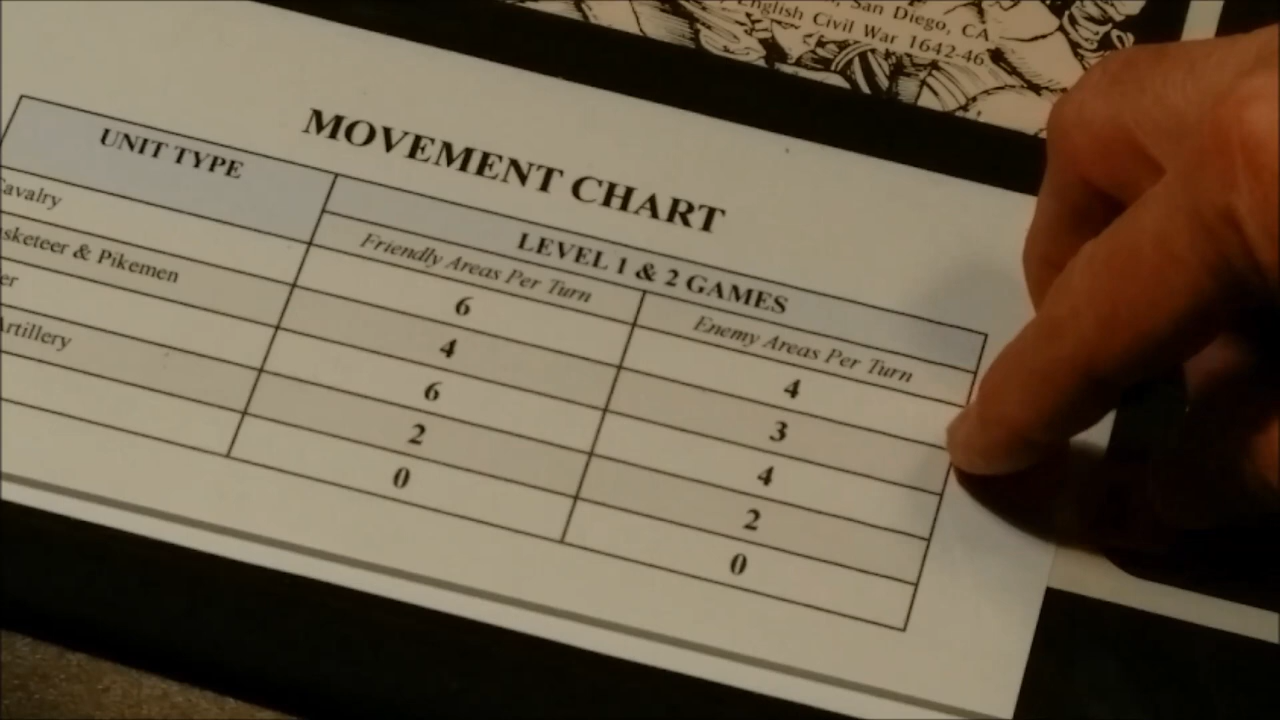 San Diego, CA
English Civil War 1642-46
MOVEMENT CHART
UNIT TYPE
LEVEL 1 & 2 GAMES
Friendly Areas Per Turn
Enemy Areas Per Turn
avalry 6 4
sketeer & Pikemen 4 3
er 6 4
Artillery 2 2
0 0